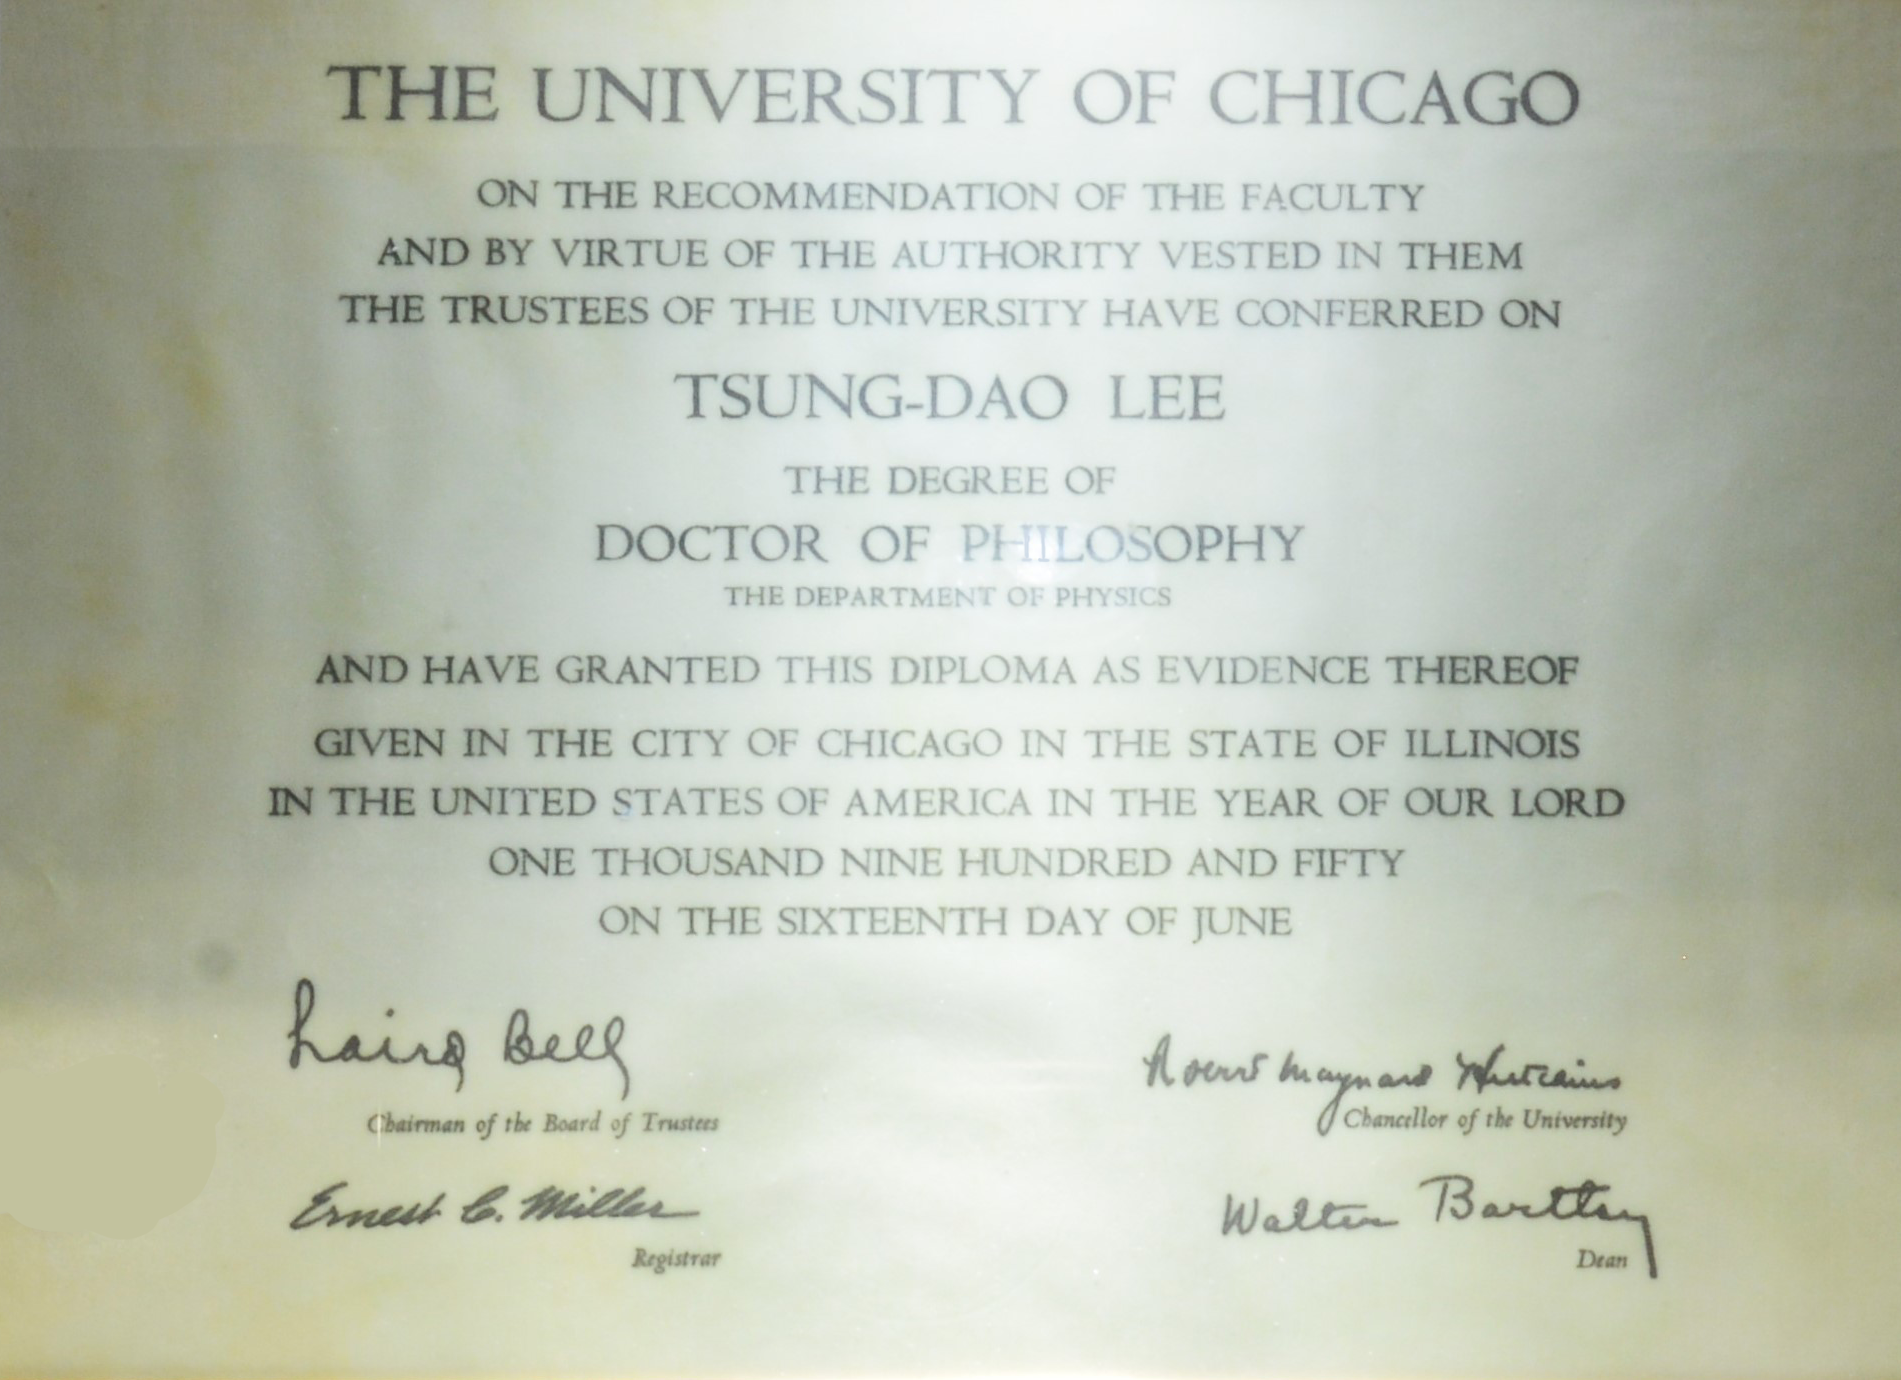 THE UNIVERSITY OF CHICAGO
ON THE RECOMMENDATION OF THE FACULTY
AND BY VIRTUE OF THE AUTHORITY VESTED IN THEM
THE TRUSTEES OF THE UNIVERSITY HAVE CONFERRED ON
TSUNG-DAO LEE
THE DEGREE OF
DOCTOR OF PHILOSOPHY
THE DEPARTMENT OF PHYSICS
AND HAVE GRANTED THIS DIPLOMA AS EVIDENCE THEREOF
GIVEN IN THE CITY OF CHICAGO IN THE STATE OF ILLINOIS
IN THE UNITED STATES OF AMERICA IN THE YEAR OF OUR LORD
ONE THOUSAND NINE HUNDRED AND FIFTY
ON THE SIXTEENTH DAY OF JUNE
Laird Bell
Chairman of the Board of Trustees
Robert Maynard Hutchins
Chancellor of the University
Ernest C. Miller
Registrar
Walter Bartky
Dean